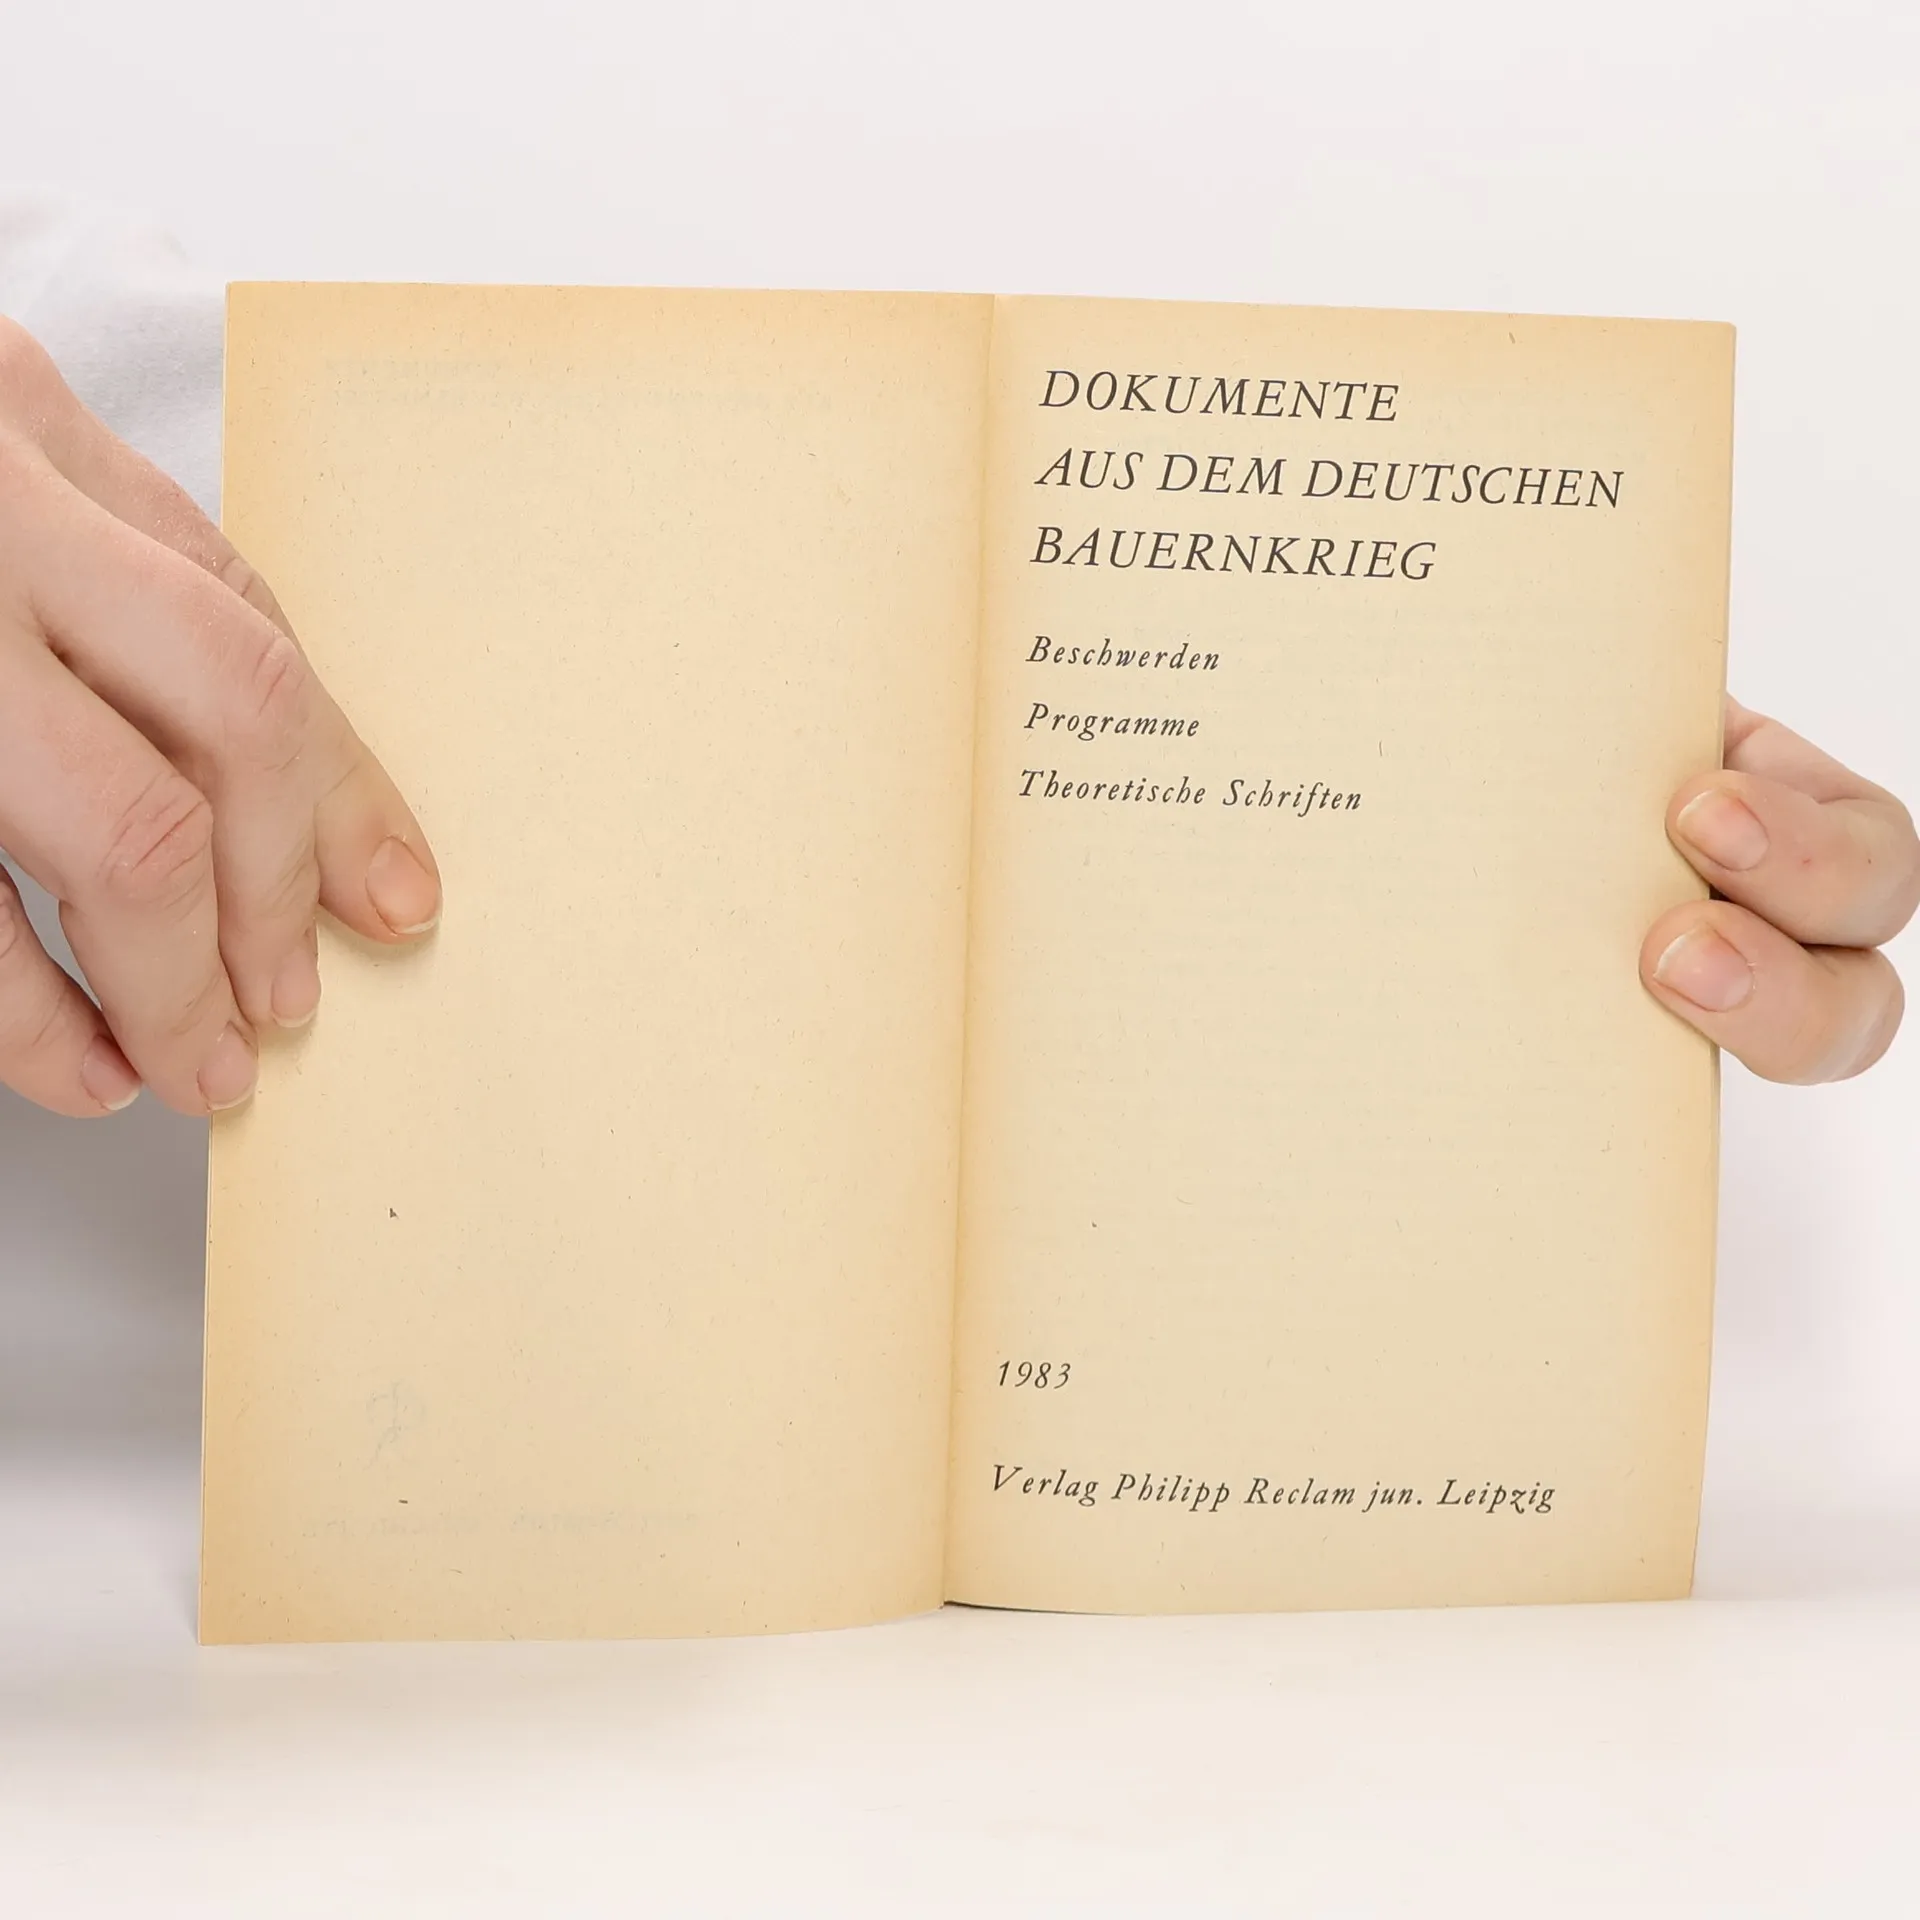 DOKUMENTE
AUS DEM DEUTSCHEN
BAUERNKRIEG
Beschwerden
Programme
Theoretische Schriften
1983
Verlag Philipp Reclam jun. Leipzig